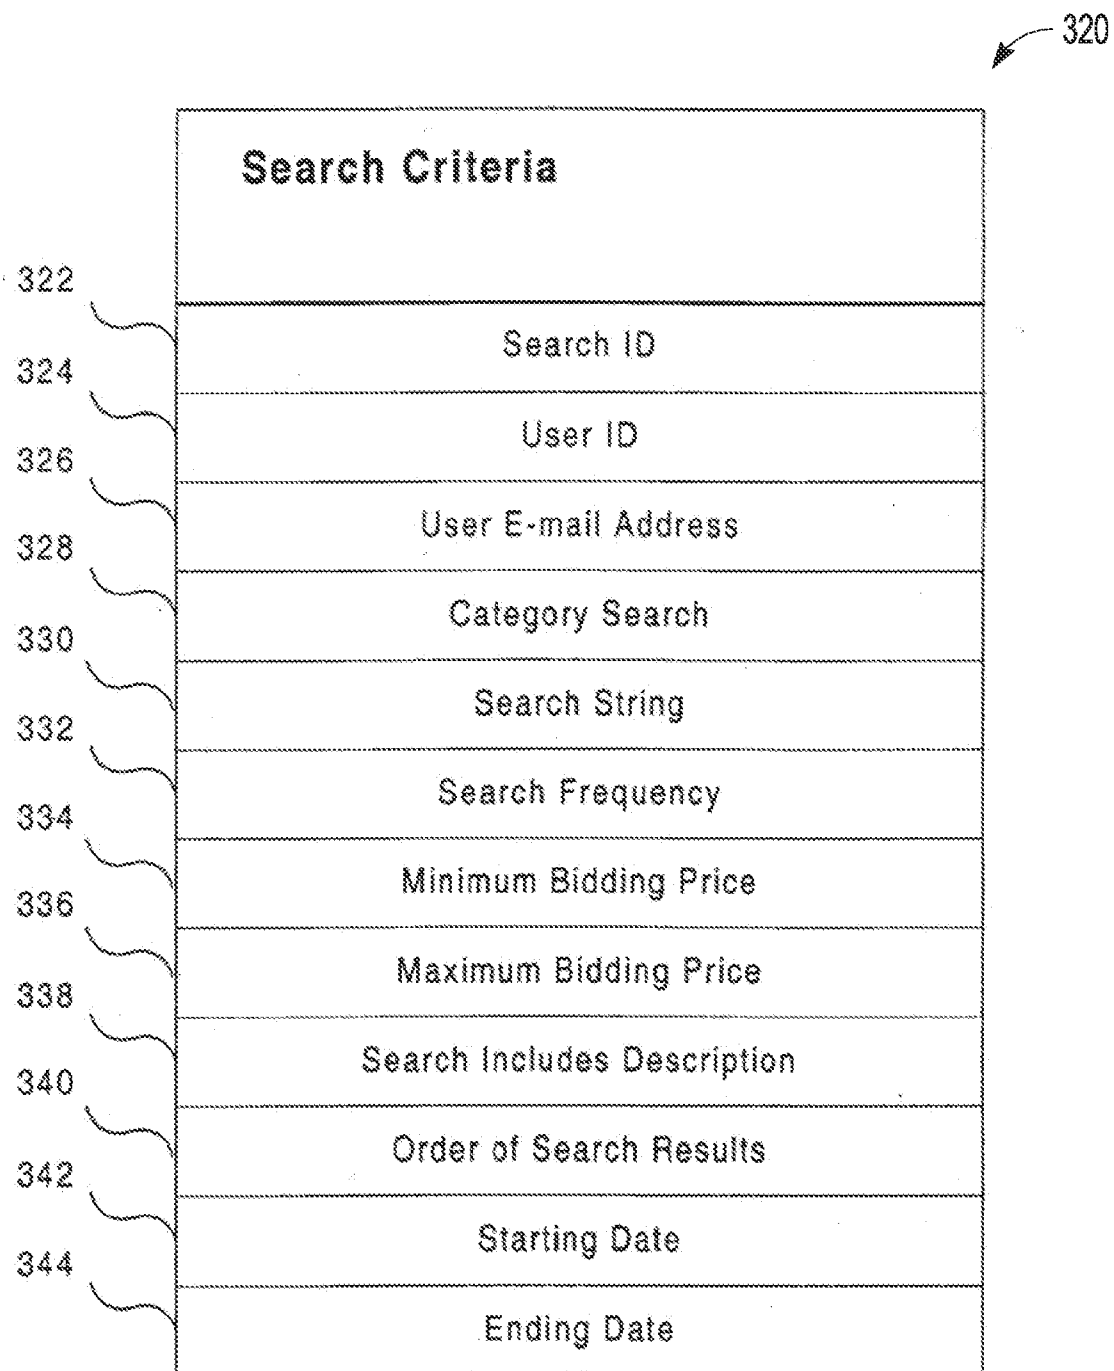 320
Search Criteria
322
Search ID
324
User ID
326
User E-mail Address
328
Category Search
330
Search String
332
Search Frequency
334
Minimum Bidding Price
336
Maximum Bidding Price
338
Search Includes Description
340
Order of Search Results
342
Starting Date
344
Ending Date